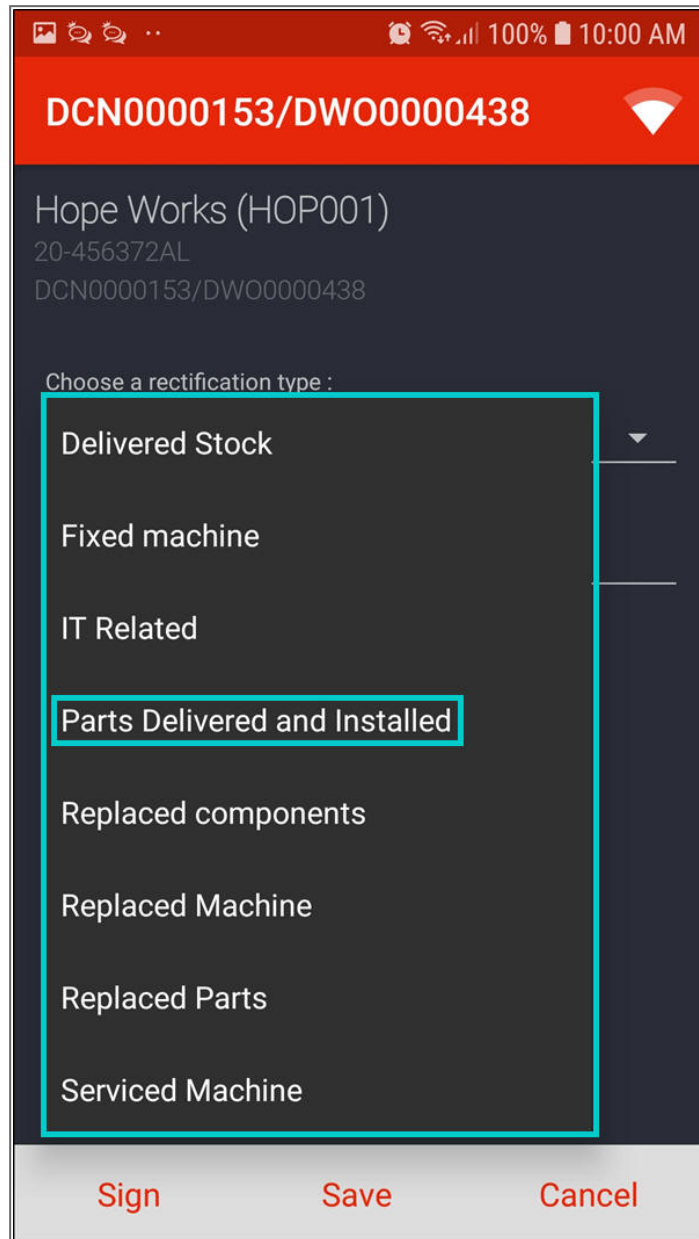 100% 10:00 AM
DCN0000153/DWO0000438
Hope Works (HOP001)
20-456372AL
DCN0000153/DWO0000438
Choose a rectification type :
Delivered Stock
Fixed machine
IT Related
Parts Delivered and Installed
Replaced components
Replaced Machine
Replaced Parts
Serviced Machine
Sign Save Cancel